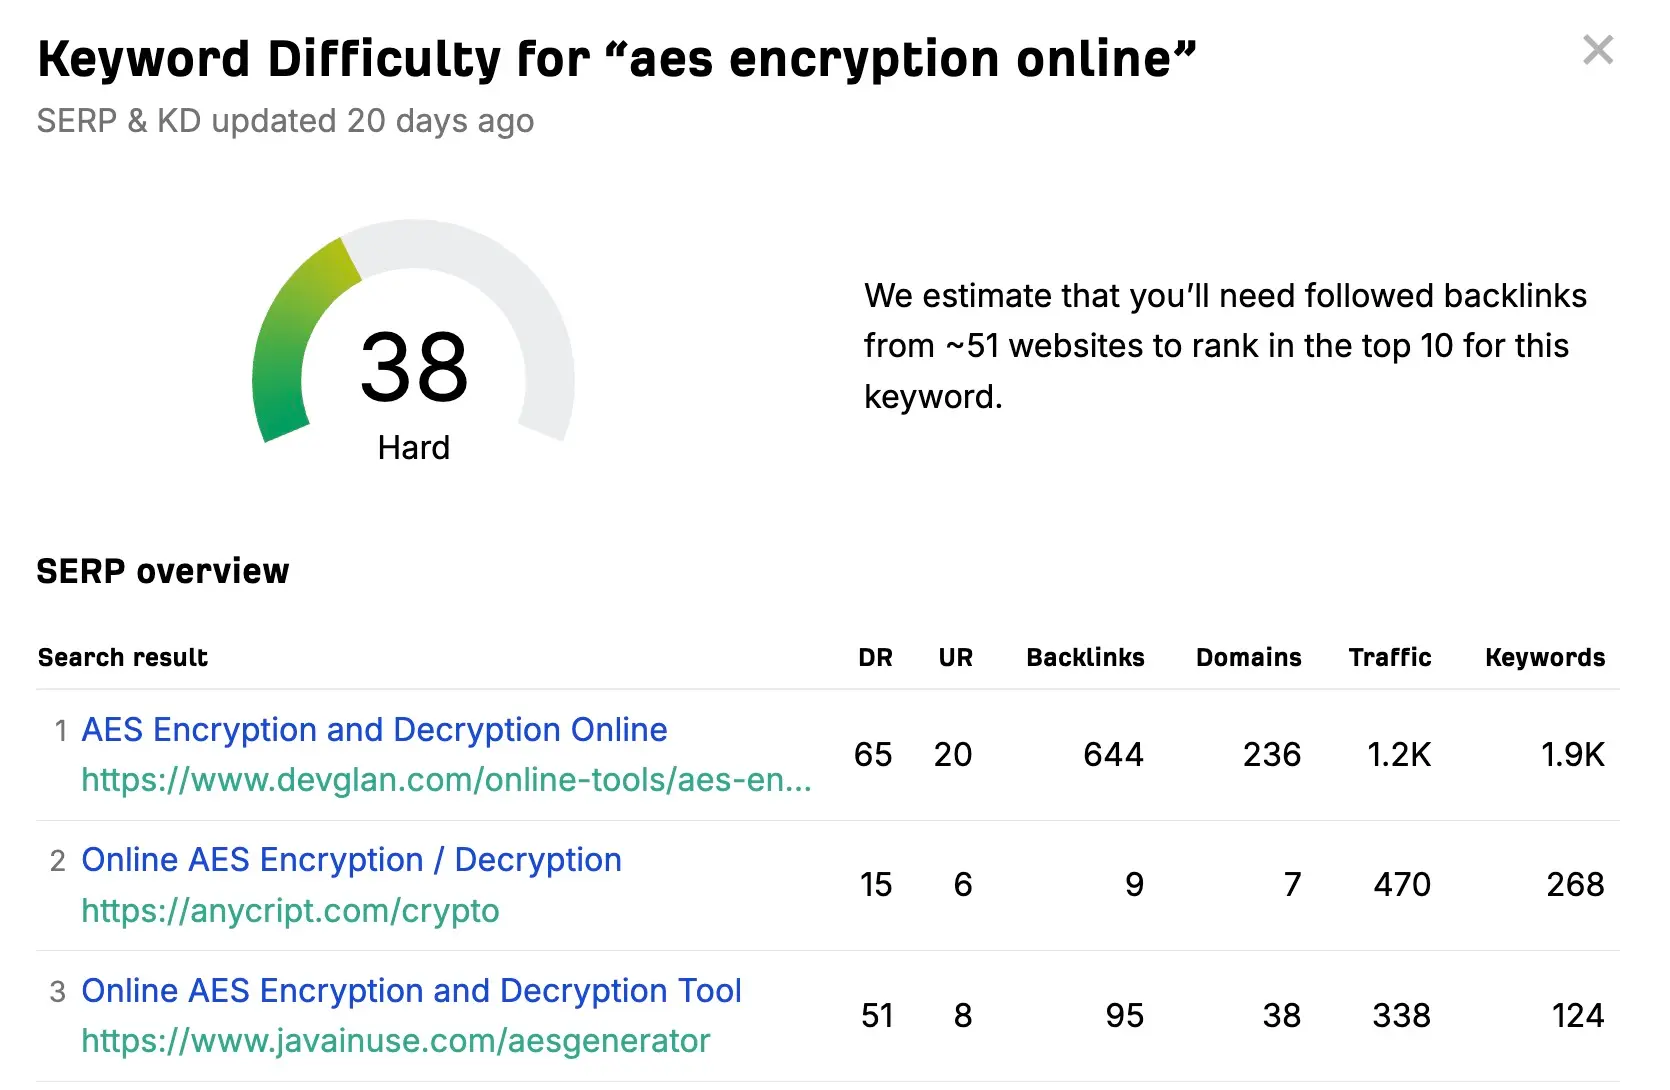 Keyword Difficulty for “aes encryption online”
SERP & KD updated 20 days ago
38
Hard
We estimate that you’ll need followed backlinks
from ~51 websites to rank in the top 10 for this
keyword.
SERP overview
Search result DR UR Backlinks Domains Traffic Keywords
1 AES Encryption and Decryption Online
https://www.devglan.com/online-tools/aes-en...
65 20 644 236 1.2K 1.9K
2 Online AES Encryption / Decryption
https://anycript.com/crypto
15 6 9 7 470 268
3 Online AES Encryption and Decryption Tool
https://www.javainuse.com/aesgenerator
51 8 95 38 338 124